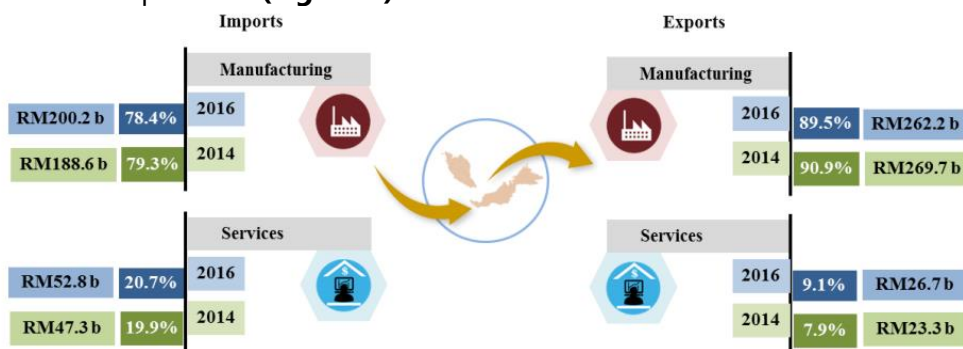 Imports
Exports
Manufacturing
Manufacturing
RM200.2 b 78.4% 2016
2016 89.5% RM262.2 b
RM188.6 b 79.3% 2014
2014 90.9% RM269.7 b
Services
Services
$
$
RM52.8 b 20.7% 2016
2016 9.1% RM26.7 b
RM47.3 b 19.9% 2014
2014 7.9% RM23.3 b